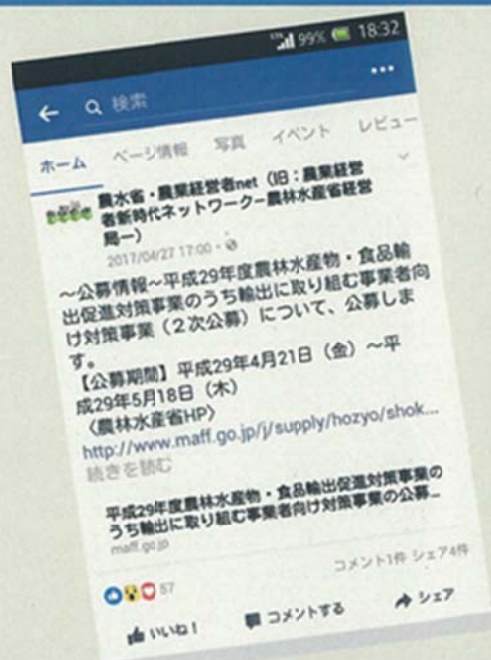 99% 18:32
検索
ホーム ページ情報 写真 イベント レビュー
農水省・農業経営者net（旧：農業経営
者新時代ネットワークー農林水産省経営
局ー）
2017/04/27 17:00
～公募情報～平成29年度農林水産物・食品輸
出促進対策事業のうち輸出に取り組む事業者向
け対策事業（２次公募）について、公募しま
す。
【公募期間】平成29年4月21日（金）～平
成29年5月18日（木）
〈農林水産省HP〉
http://www.maff.go.jp/j/supply/hozyo/shok...
続きを読む
平成29年度農林水産物・食品輸出促進対策事業の
うち輸出に取り組む事業者向け対策事業の公募...
maff.go.jp
57
コメント1件 シェア4件
いいね！ コメントする シェア